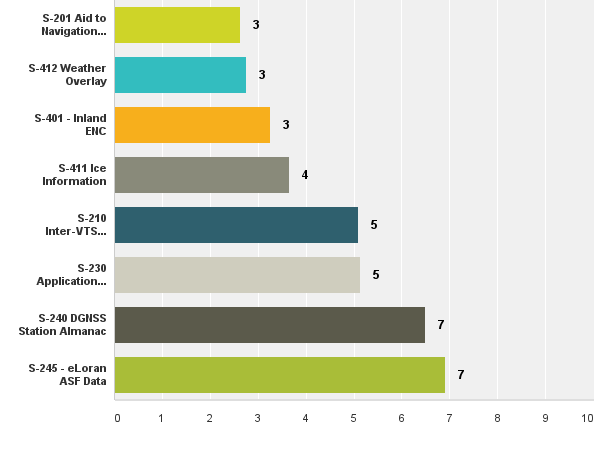 S-201 Aid to
Navigation...
3
S-412 Weather
Overlay
3
S-401 - Inland
ENC
3
S-411 Ice
Information
4
S-210
Inter-VTS...
5
S-230
Application...
5
S-240 DGNSS
Station Almanac
7
S-245 - eLoran
ASF Data
7
0 1 2 3 4 5 6 7 8 9 10